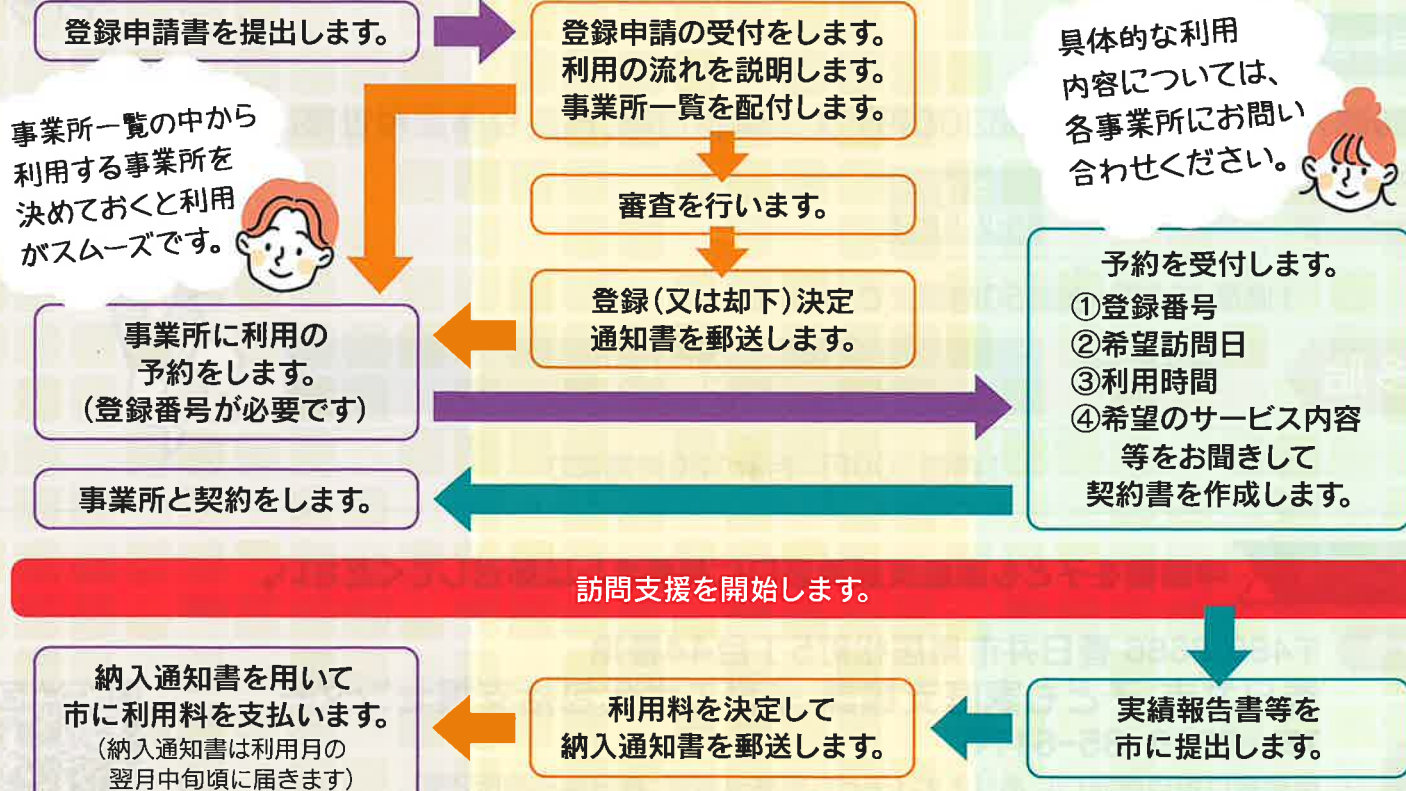 登録申請書を提出します。
登録申請の受付をします。
利用の流れを説明します。
事業所一覧を配付します。
具体的な利用
内容については、
各事業所にお問い
合わせください。
事業所一覧の中から
利用する事業所を
決めておくと利用
がスムーズです。
審査を行います。
登録(又は却下)決定
通知書を郵送します。
事業所に利用の
予約をします。
(登録番号が必要です)
予約を受付します。
①登録番号
②希望訪問日
③利用時間
④希望のサービス内容
等をお聞きして
契約書を作成します。
事業所と契約をします。
訪問支援を開始します。
納入通知書を用いて
市に利用料を支払います。
(納入通知書は利用月の
翌月中旬頃に届きます)
利用料を決定して
納入通知書を郵送します。
実績報告書等を
市に提出します。